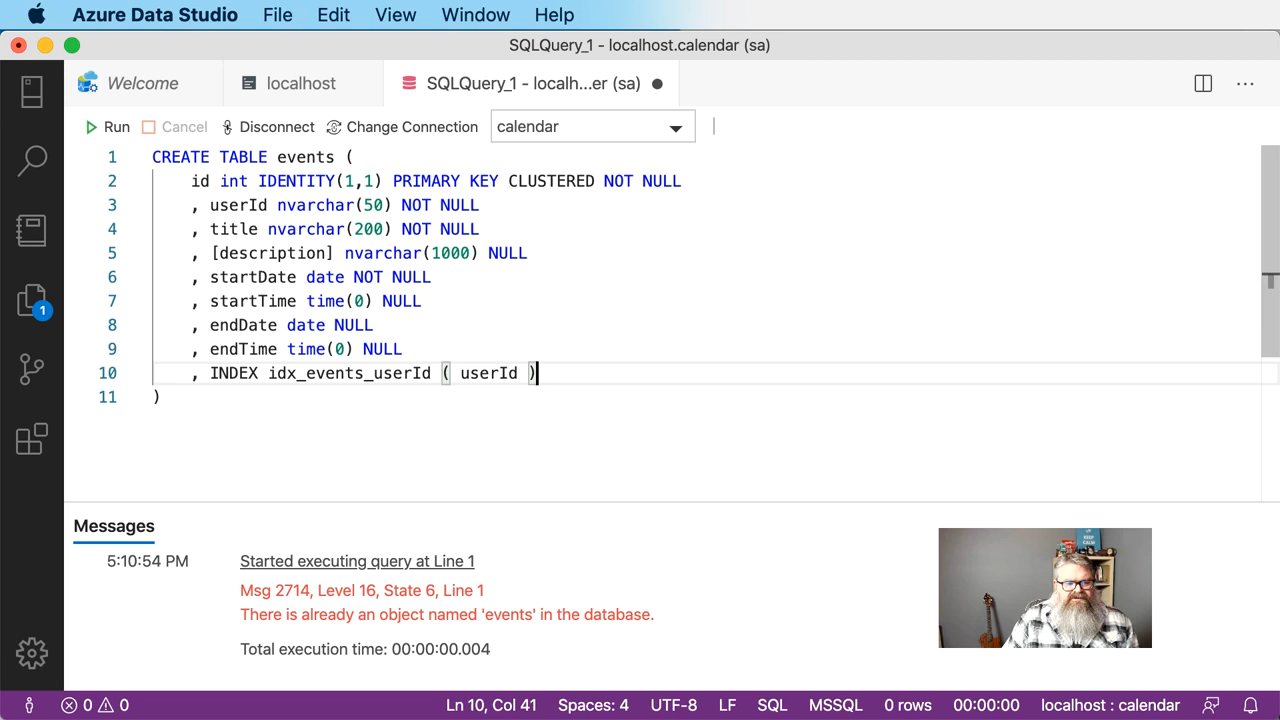 Azure Data Studio File Edit View Window Help
SQLQuery_1 - localhost.calendar (sa)
Welcome localhost SQLQuery_1 - localh...er (sa)
Run Cancel Disconnect Change Connection calendar
1 CREATE TABLE events (
2 id int IDENTITY(1,1) PRIMARY KEY CLUSTERED NOT NULL
3 , userId nvarchar(50) NOT NULL
4 , title nvarchar(200) NOT NULL
5 , [description] nvarchar(1000) NULL
6 , startDate date NOT NULL
7 , startTime time(0) NULL
8 , endDate date NULL
9 , endTime time(0) NULL
10 , INDEX idx_events_userId ( userId )
11 )
1
Messages
5:10:54 PM Started executing query at Line 1
Msg 2714, Level 16, State 6, Line 1
There is already an object named 'events' in the database.
Total execution time: 00:00:00.004
KEEP
CALM
0 0 Ln 10, Col 41 Spaces: 4 UTF-8 LF SQL MSSQL 0 rows 00:00:00 localhost : calendar